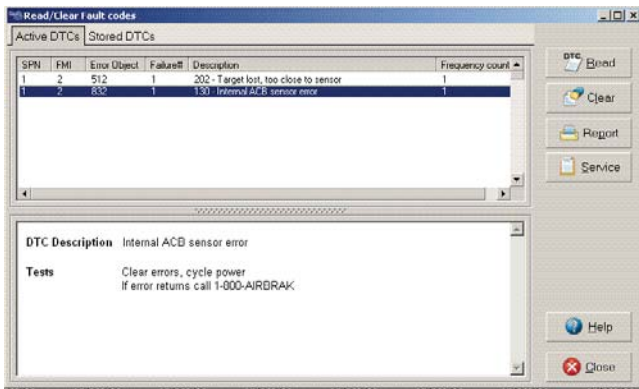 Read/Clear Fault codes
Active DTCs Stored DTCs
SPN FMI Error Object Failure# Description Frequency count
1 2 512 1 202 - Target lost, too close to sensor 1
1 2 832 1 130 - Internal ACB sensor error 1
DTC Read
Clear
Report
Service
DTC Description Internal ACB sensor error
Tests Clear errors, cycle power
If error returns call 1-800-AIRBRAK
Help
Close